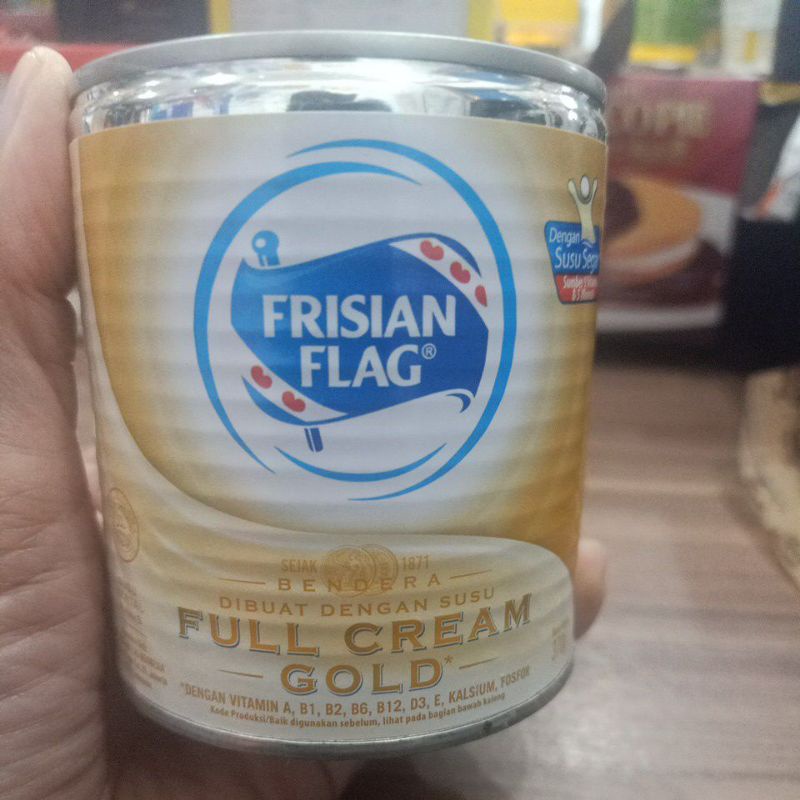 FRISIAN
FLAG®
Dengan
Susu Segar
SEJAK 1871
BENDERA
DIBUAT DENGAN SUSU
FULL CREAM
GOLD*
*DENGAN VITAMIN A, B1, B2, B6, B12, D3, E, KALSIUM, FOSFOR
Kode Produksi/Baik digunakan sebelum, lihat pada bagian bawah kaleng